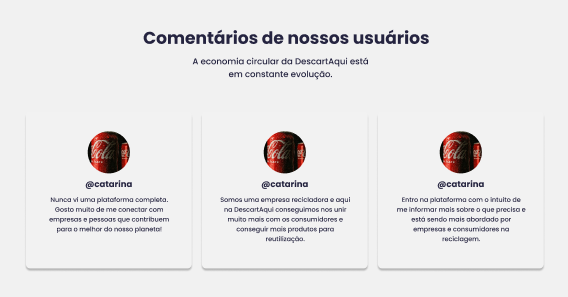 Comentários de nossos usuários
A economia circular da DescartAqui está
em constante evolução.
@catarina
Nunca vi uma plataforma completa.
Gosto muito de me conectar com
empresas e pessoas que contribuem
para o melhor do nosso planeta!
@catarina
Somos uma empresa recicladora e aqui
na DescartAqui conseguimos nos unir
muito mais com os consumidores e
conseguir mais produtos para
reutilização.
@catarina
Entro na plataforma com o intuito de
me informar mais sobre o que precisa e
está sendo mais abordado por
empresas e consumidores na
reciclagem.